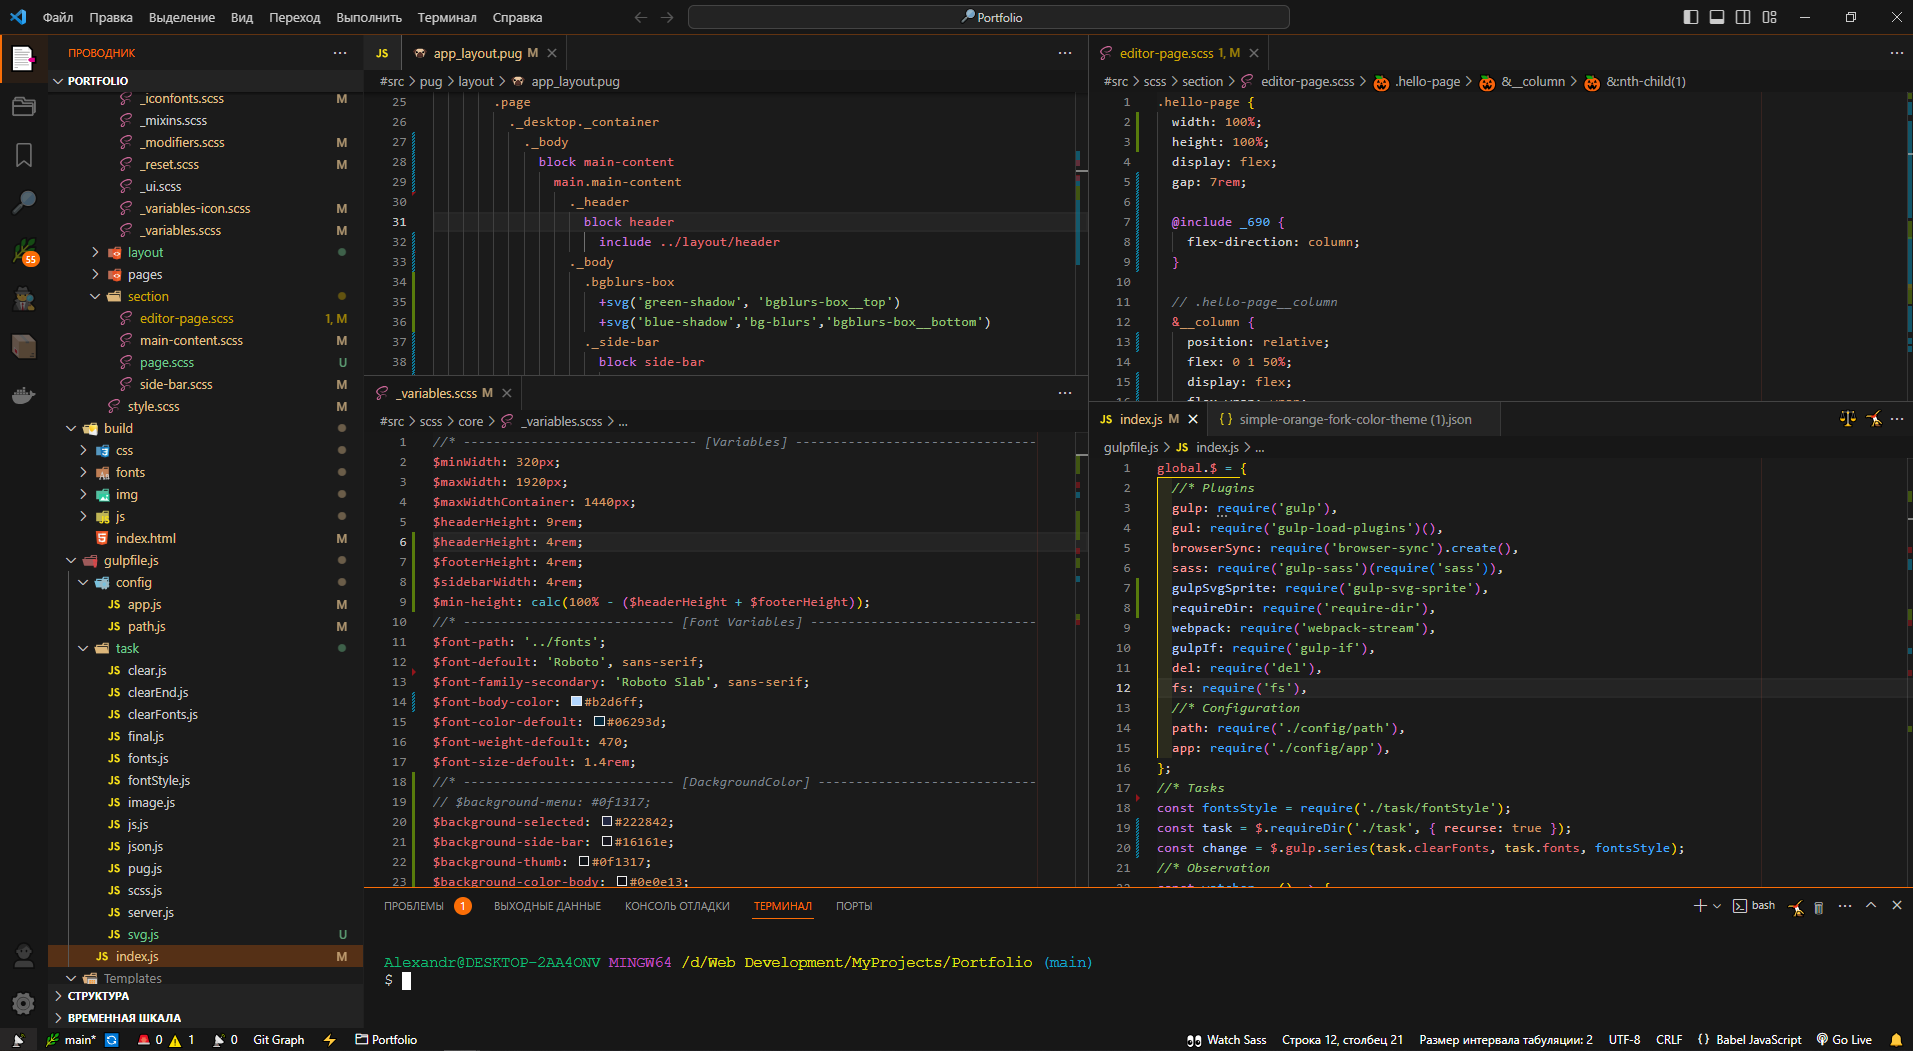 Файл Правка Выделение Вид Переход Выполнить Терминал Справка
Portfolio
ПРОВОДНИК
PORTFOLIO
_iconfonts.scss M
_mixins.scss
_modifiers.scss M
_reset.scss M
_ui.scss
_variables-icon.scss M
_variables.scss M
layout
pages
section
editor-page.scss 1, M
main-content.scss M
page.scss U
side-bar.scss M
style.scss M
build
css
fonts
img
js
index.html M
gulpfile.js
config
app.js M
path.js M
task
clear.js
clearEnd.js
clearFonts.js
final.js
fonts.js
fontStyle.js
image.js
js.js
json.js
pug.js
scss.js
server.js
svg.js U
index.js M
Templates
СТРУКТУРА
ВРЕМЕННАЯ ШКАЛА
55
JS app_layout.pug M
#src > pug > layout > app_layout.pug
25 .page
26 ._desktop._container
27 ._body
28 block main-content
29 main.main-content
30 ._header
31 block header
32 include ../layout/header
33 ._body
34 .bgblurs-box
35 +svg('green-shadow', 'bgblurs-box__top')
36 +svg('blue-shadow','bg-blurs','bgblurs-box__bottom')
37 ._side-bar
38 block side-bar
_variables.scss M
#src > scss > core > _variables.scss > ...
1 //* ------------------------------- [Variables] ---------------------------------
2 $minWidth: 320px;
3 $maxWidth: 1920px;
4 $maxWidthContainer: 1440px;
5 $headerHeight: 9rem;
6 $headerHeight: 4rem;
7 $footerHeight: 4rem;
8 $sidebarWidth: 4rem;
9 $min-height: calc(100% - ($headerHeight + $footerHeight));
10 //* ---------------------------- [Font Variables] ------------------------------
11 $font-path: '../fonts';
12 $font-defoult: 'Roboto', sans-serif;
13 $font-family-secondary: 'Roboto Slab', sans-serif;
14 $font-body-color: #b2d6ff;
15 $font-color-defoult: #06293d;
16 $font-weight-defoult: 470;
17 $font-size-defoult: 1.4rem;
18 //* ---------------------------- [DackgroundColor] -----------------------------
19 // $background-menu: #0f1317;
20 $background-selected: #222842;
21 $background-side-bar: #16161e;
22 $background-thumb: #0f1317;
23 $background-color-body: #0e0e13;
editor-page.scss 1, M
#src > scss > section > editor-page.scss > .hello-page > &__column > &:nth-child(1)
1 .hello-page {
2 width: 100%;
3 height: 100%;
4 display: flex;
5 gap: 7rem;
6
7 @include _690 {
8 flex-direction: column;
9 }
10
11 // .hello-page__column
12 &__column {
13 position: relative;
14 flex: 0 1 50%;
15 display: flex;
JS index.js M {} simple-orange-fork-color-theme (1).json
gulpfile.js > JS index.js > ...
1 global.$ = {
2 //* Plugins
3 gulp: require('gulp'),
4 gul: require('gulp-load-plugins')(),
5 browserSync: require('browser-sync').create(),
6 sass: require('gulp-sass')(require('sass')),
7 gulpSvgSprite: require('gulp-svg-sprite'),
8 requireDir: require('require-dir'),
9 webpack: require('webpack-stream'),
10 gulpIf: require('gulp-if'),
11 del: require('del'),
12 fs: require('fs'),
13 //* Configuration
14 path: require('./config/path'),
15 app: require('./config/app'),
16 };
17 //* Tasks
18 const fontsStyle = require('./task/fontStyle');
19 const task = $.requireDir('./task', { recurse: true });
20 const change = $.gulp.series(task.clearFonts, task.fonts, fontsStyle);
21 //* Observation
ПРОБЛЕМЫ 1 ВЫХОДНЫЕ ДАННЫЕ КОНСОЛЬ ОТЛАДКИ ТЕРМИНАЛ ПОРТЫ
bash
Alexandr@DESKTOP-2AA4ONV MINGW64 /d/Web Development/MyProjects/Portfolio (main)
$
main* 0 1 0 Git Graph Portfolio
Watch Sass Строка 12, столбец 21 Размер интервала табуляции: 2 UTF-8 CRLF {} Babel JavaScript Go Live